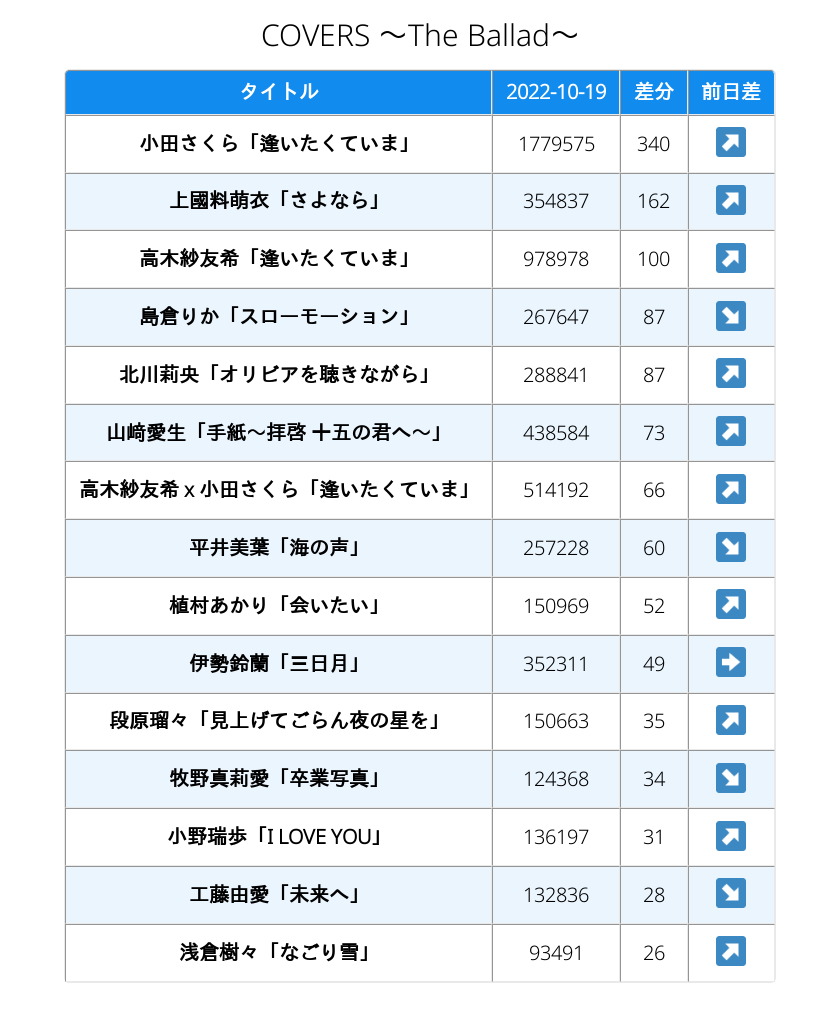 COVERS ～The Ballad～
タイトル 2022-10-19 差分 前日差
小田さくら「逢いたくていま」 1779575 340
上國料萌衣「さよなら」 354837 162
高木紗友希「逢いたくていま」 978978 100
島倉りか「スローモーション」 267647 87
北川莉央「オリビアを聴きながら」 288841 87
山﨑愛生「手紙～拝啓 十五の君へ～」 438584 73
高木紗友希 x 小田さくら「逢いたくていま」 514192 66
平井美葉「海の声」 257228 60
植村あかり「会いたい」 150969 52
伊勢鈴蘭「三日月」 352311 49
段原瑠々「見上げてごらん夜の星を」 150663 35
牧野真莉愛「卒業写真」 124368 34
小野瑞歩「I LOVE YOU」 136197 31
工藤由愛「未来へ」 132836 28
浅倉樹々「なごり雪」 93491 26